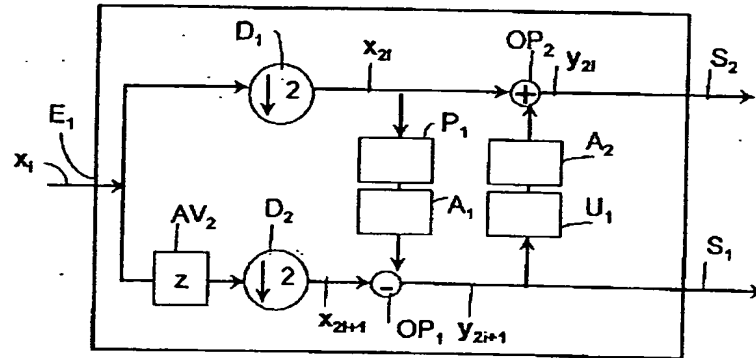 D₁
x₂ᵢ
OP₂
y₂ᵢ
S₂
↓ 2
+
E₁
P₁
xᵢ
A₂
A₁
U₁
AV₂
D₂
S₁
z
↓ 2
-
x₂ᵢ₊₁
OP₁
y₂ᵢ₊₁